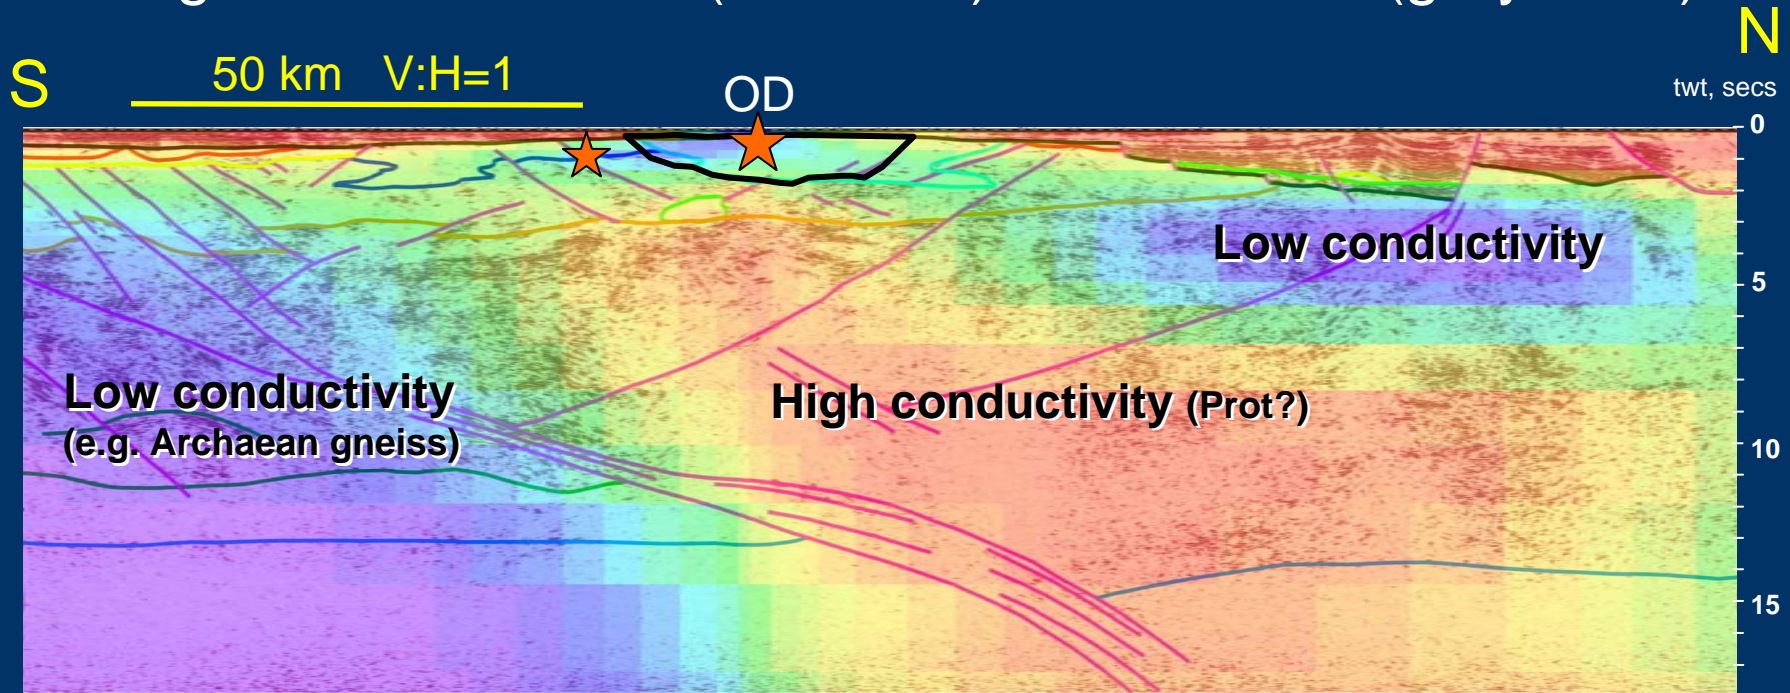 N
S
50 km V:H=1
OD
twt, secs
0
Low conductivity
5
Low conductivity
(e.g. Archaean gneiss)
High conductivity (Prot?)
10
15